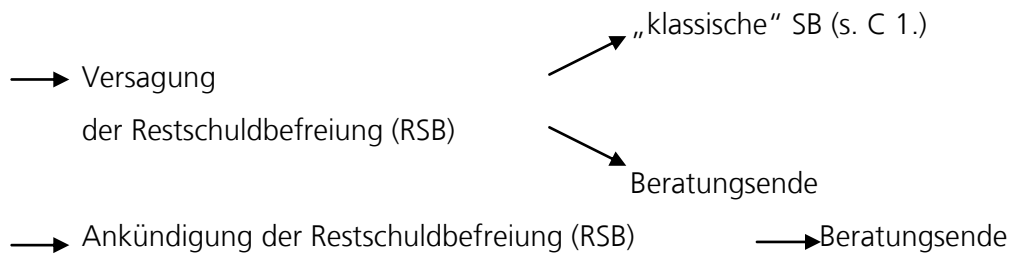 „klassische“ SB (s. C 1.)
Versagung
der Restschuldbefreiung (RSB)
Beratungsende
Ankündigung der Restschuldbefreiung (RSB) Beratungsende